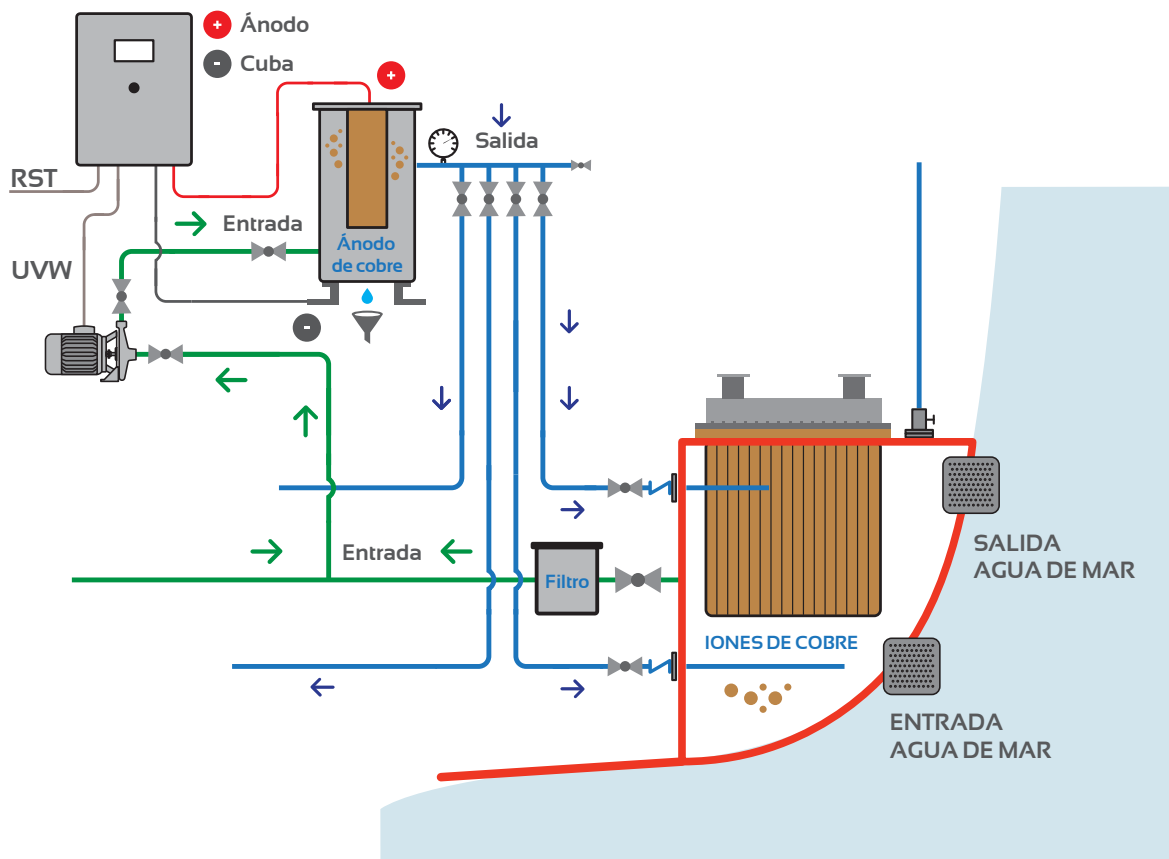 + Ánodo
- Cuba
+
Salida
RST
Entrada
Ánodo
de cobre
UVW
-
Entrada
Filtro
SALIDA
AGUA DE MAR
IONES DE COBRE
ENTRADA
AGUA DE MAR